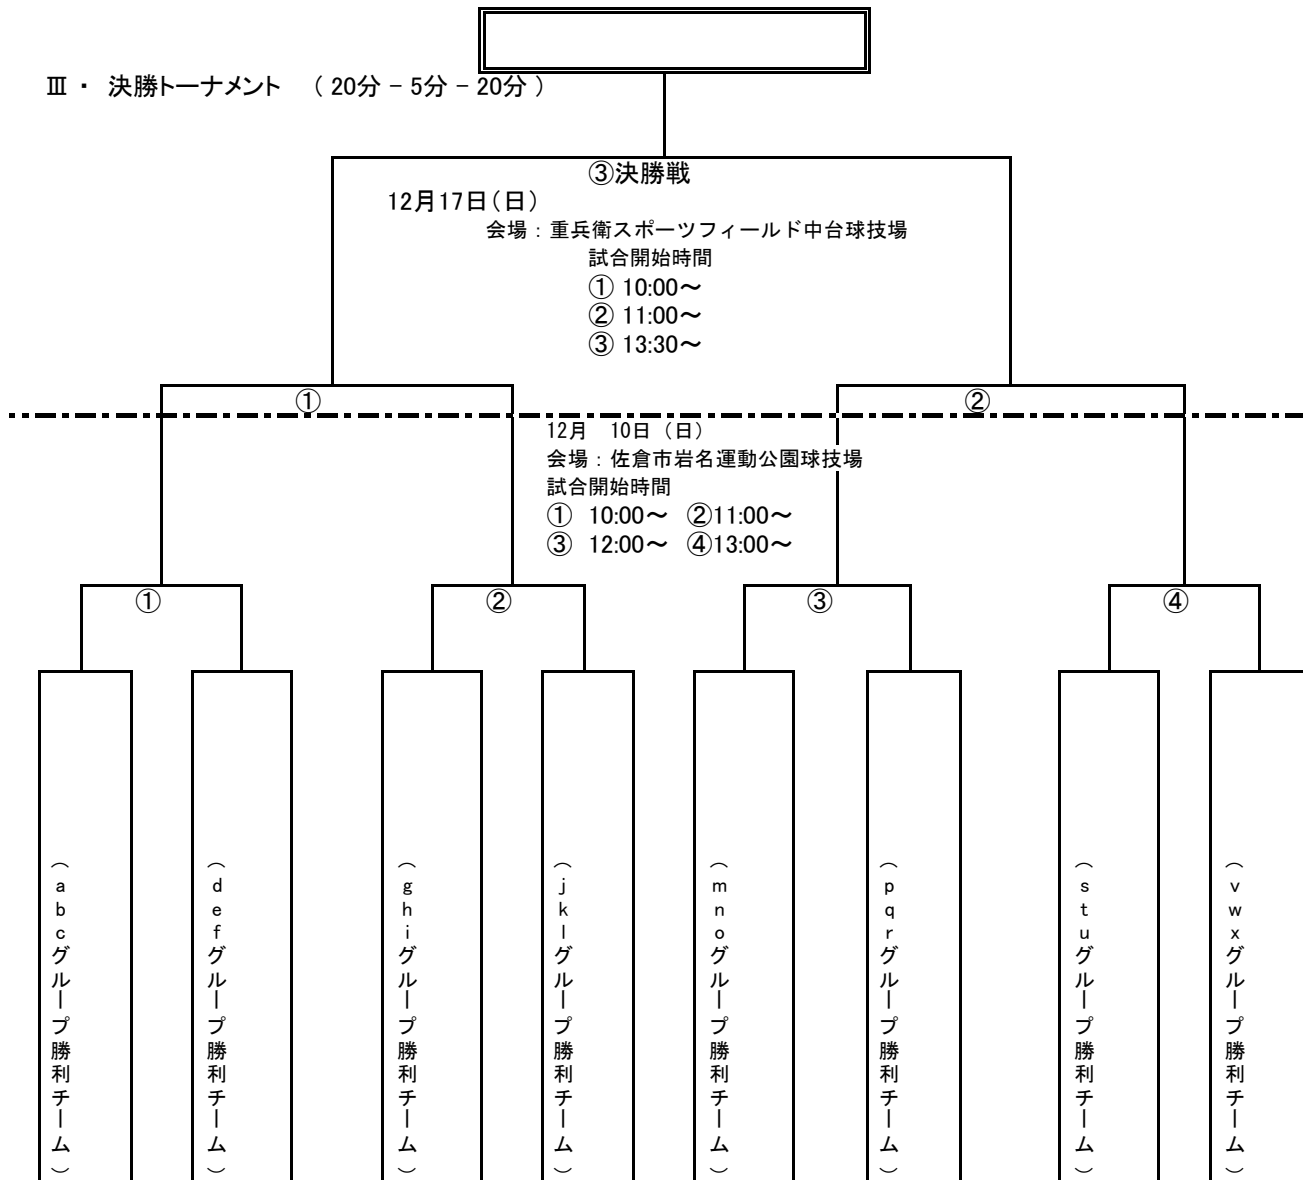 Ⅲ ・ 決勝トーナメント （ 20分 − 5分 − 20分 ）
③決勝戦
12月17日（日）
会場：重兵衛スポーツフィールド中台球技場
試合開始時間
① 10:00～
② 11:00～
③ 13:30～
① ②
12月 10日（日）
会場：佐倉市岩名運動公園球技場
試合開始時間
① 10:00～ ②11:00～
③ 12:00～ ④13:00～
① ② ③ ④
（abcグループ勝利チーム）
（defグループ勝利チーム）
（ghiグループ勝利チーム）
（jklグループ勝利チーム）
（mnoグループ勝利チーム）
（pqrグループ勝利チーム）
（stuグループ勝利チーム）
（vwxグループ勝利チーム）